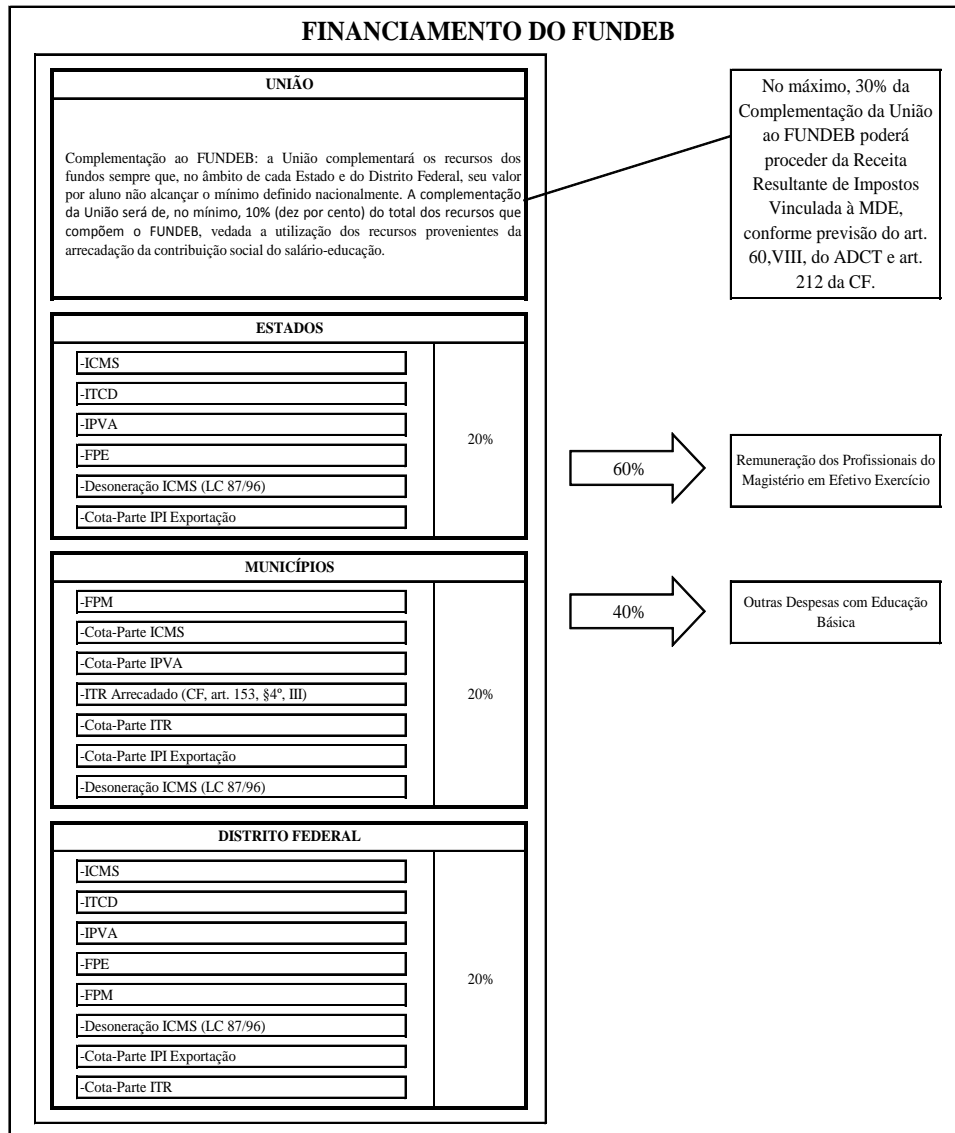 FINANCIAMENTO DO FUNDEB
UNIÃO
Complementação ao FUNDEB: a União complementará os recursos dos
fundos sempre que, no âmbito de cada Estado e do Distrito Federal, seu valor
por aluno não alcançar o mínimo definido nacionalmente. A complementação
da União será de, no mínimo, 10% (dez por cento) do total dos recursos que
compõem o FUNDEB, vedada a utilização dos recursos provenientes da
arrecadação da contribuição social do salário-educação.
No máximo, 30% da
Complementação da União
ao FUNDEB poderá
proceder da Receita
Resultante de Impostos
Vinculada à MDE,
conforme previsão do art.
60,VIII, do ADCT e art.
212 da CF.
ESTADOS
-ICMS
-ITCD
-IPVA
-FPE
-Desoneração ICMS (LC 87/96)
-Cota-Parte IPI Exportação
20%
60%
Remuneração dos Profissionais do
Magistério em Efetivo Exercício
MUNICÍPIOS
-FPM
-Cota-Parte ICMS
-Cota-Parte IPVA
-ITR Arrecadado (CF, art. 153, §4º, III)
-Cota-Parte ITR
-Cota-Parte IPI Exportação
-Desoneração ICMS (LC 87/96)
20%
40%
Outras Despesas com Educação
Básica
DISTRITO FEDERAL
-ICMS
-ITCD
-IPVA
-FPE
-FPM
-Desoneração ICMS (LC 87/96)
-Cota-Parte IPI Exportação
-Cota-Parte ITR
20%